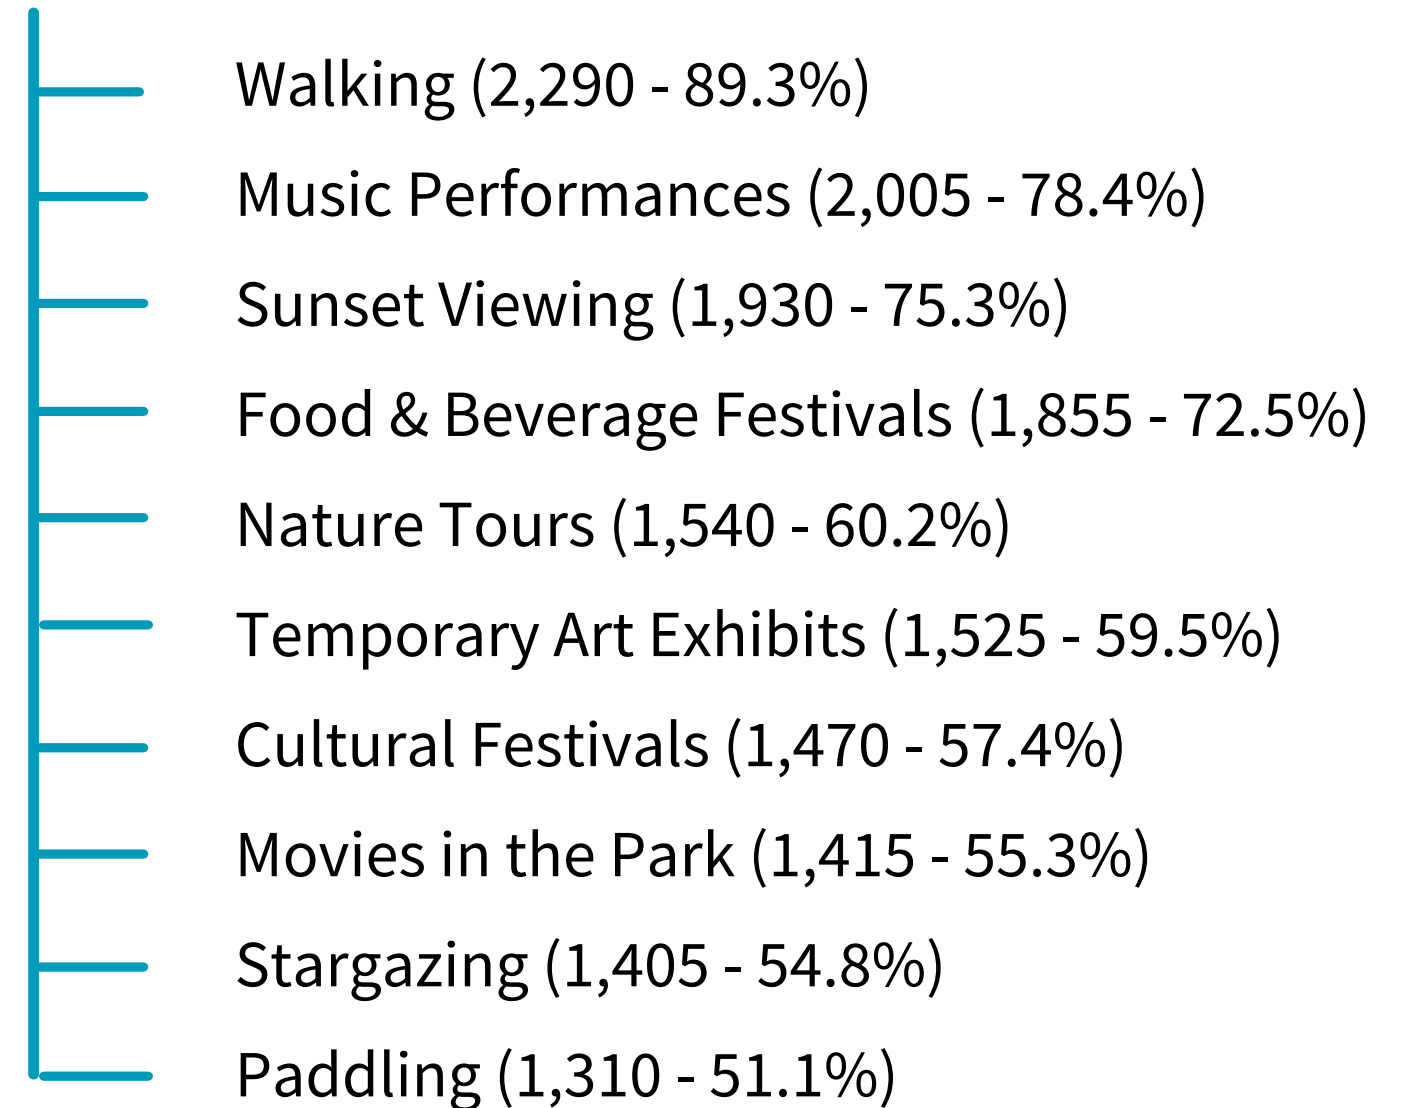 Walking (2,290 - 89.3%)
Music Performances (2,005 - 78.4%)
Sunset Viewing (1,930 - 75.3%)
Food & Beverage Festivals (1,855 - 72.5%)
Nature Tours (1,540 - 60.2%)
Temporary Art Exhibits (1,525 - 59.5%)
Cultural Festivals (1,470 - 57.4%)
Movies in the Park (1,415 - 55.3%)
Stargazing (1,405 - 54.8%)
Paddling (1,310 - 51.1%)